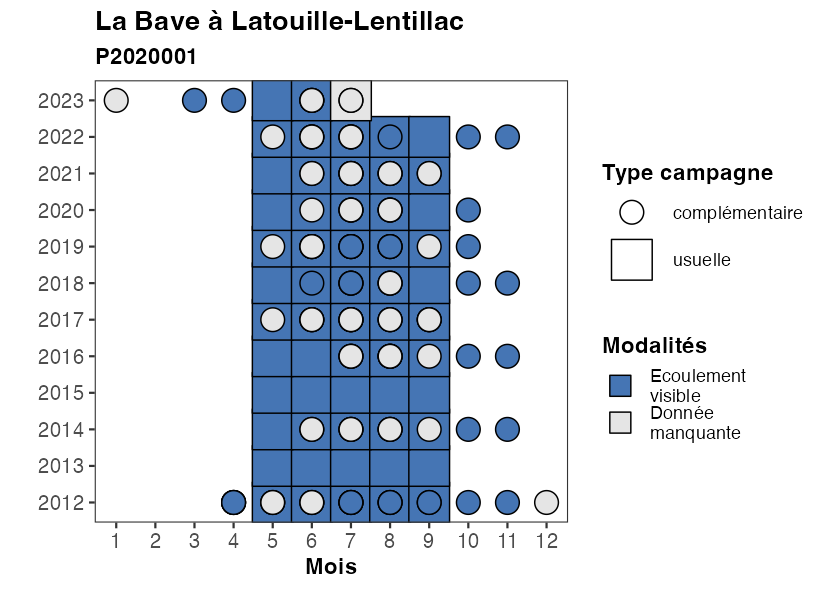 La Bave à Latouille-Lentillac
P2020001
2023
2022
2021
2020
2019
2018
2017
2016
2015
2014
2013
2012
1 2 3 4 5 6 7 8 9 10 11 12
Mois
Type campagne
complémentaire
usuelle
Modalités
Ecoulement
visible
Donnée
manquante